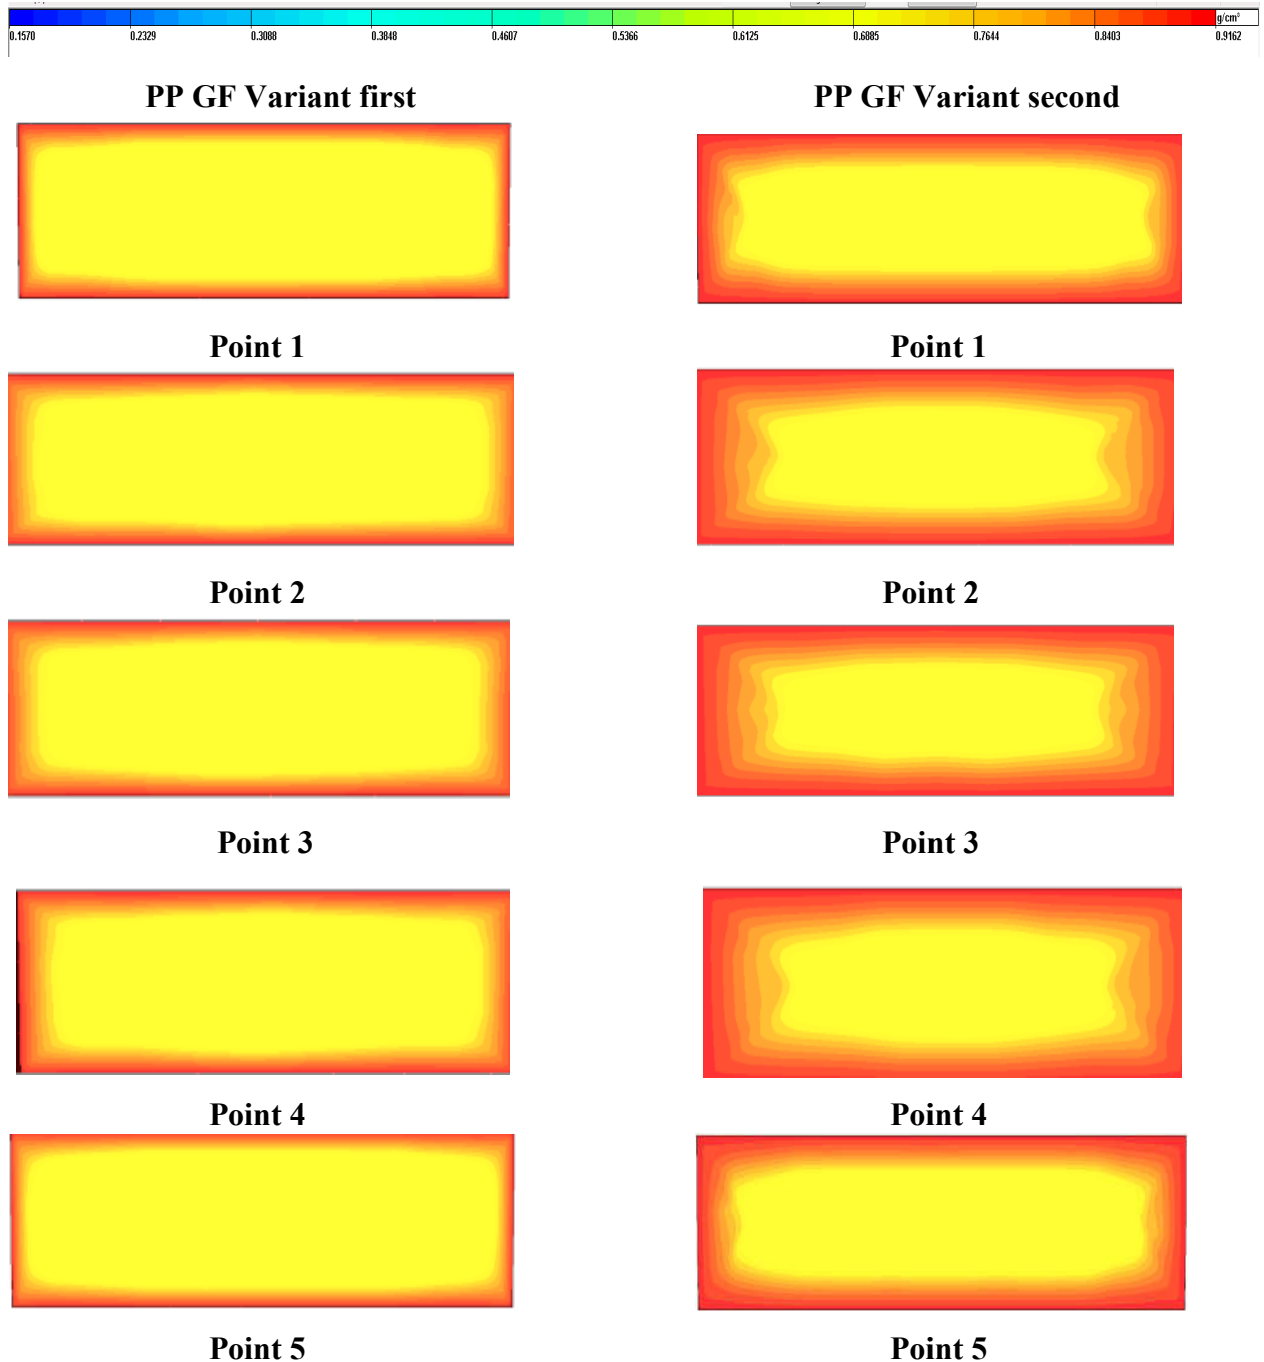 g/cm³
0.1570 0.2329 0.3088 0.3848 0.4607 0.5366 0.6125 0.6885 0.7644 0.8403 0.9162
PP GF Variant first PP GF Variant second
Point 1 Point 1
Point 2 Point 2
Point 3 Point 3
Point 4 Point 4
Point 5 Point 5